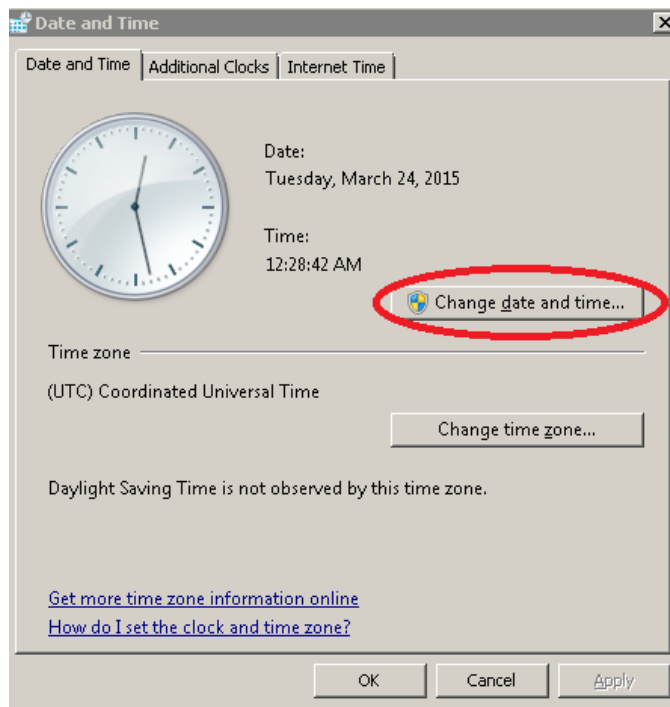 Date and Time
Date and Time
Additional Clocks
Internet Time
Date:
Tuesday, March 24, 2015
Time:
12:28:42 AM
Change date and time...
Time zone
(UTC) Coordinated Universal Time
Change time zone...
Daylight Saving Time is not observed by this time zone.
Get more time zone information online
How do I set the clock and time zone?
OK
Cancel
Apply